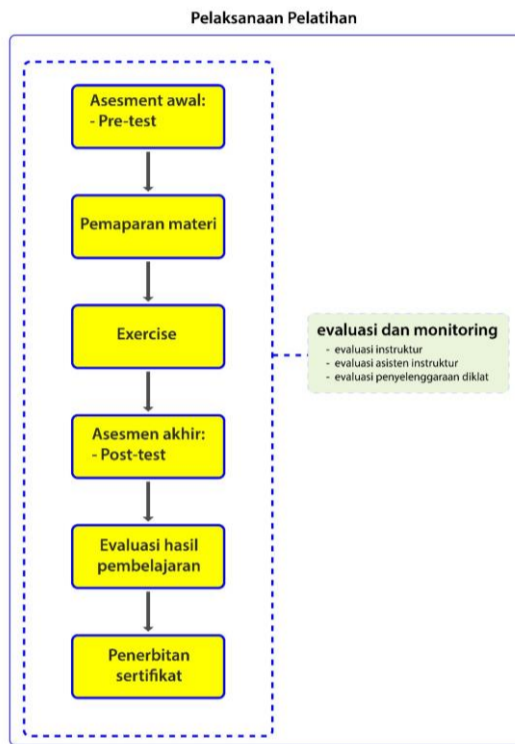 Pelaksanaan Pelatihan
Asesment awal:
- Pre-test
Pemaparan materi
Exercise
evaluasi dan monitoring
- evaluasi instruktur
- evaluasi asisten instruktur
- evaluasi penyelenggaraan diklat
Asesmen akhir:
- Post-test
Evaluasi hasil
pembelajaran
Penerbitan
sertifikat